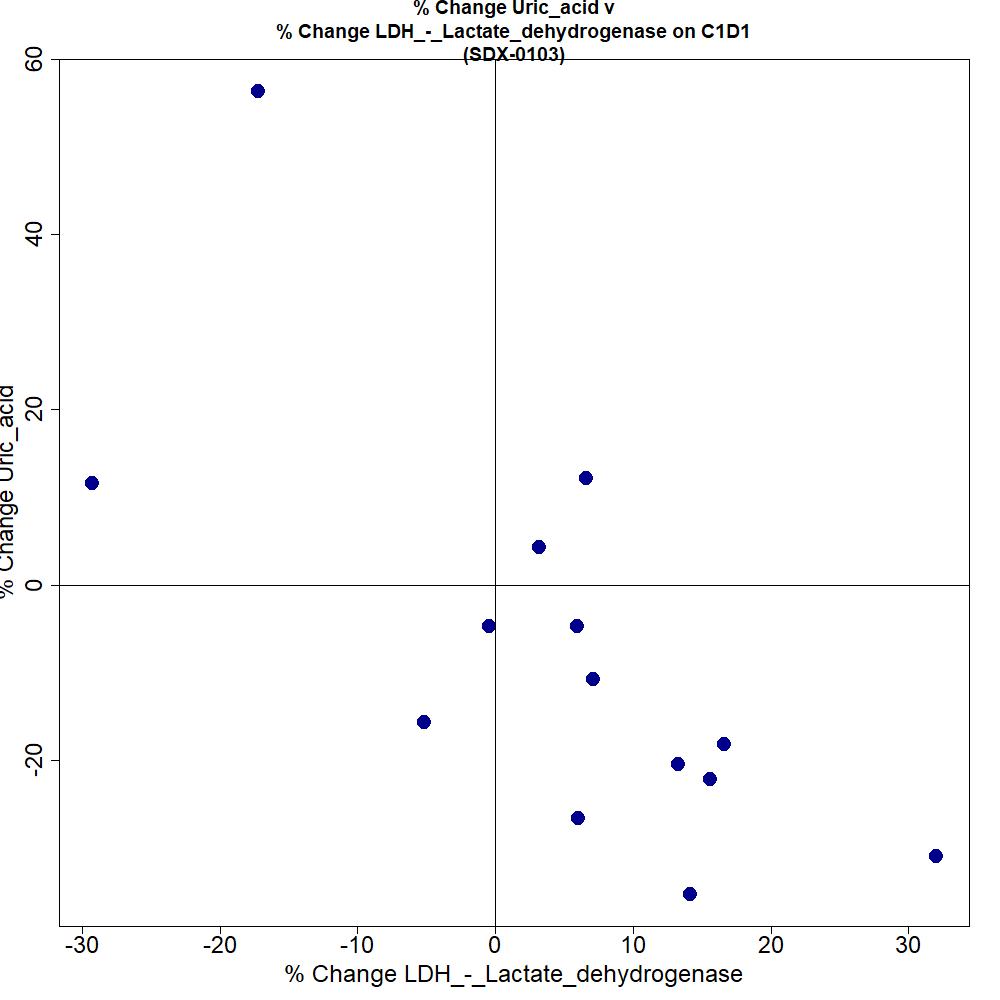 % Change Uric_acid v
% Change LDH_-_Lactate_dehydrogenase on C1D1
(SDX-0103)
60
40
20
0
-20
% Change Uric_acid
-30
-20
-10
0
10
20
30
% Change LDH_-_Lactate_dehydrogenase